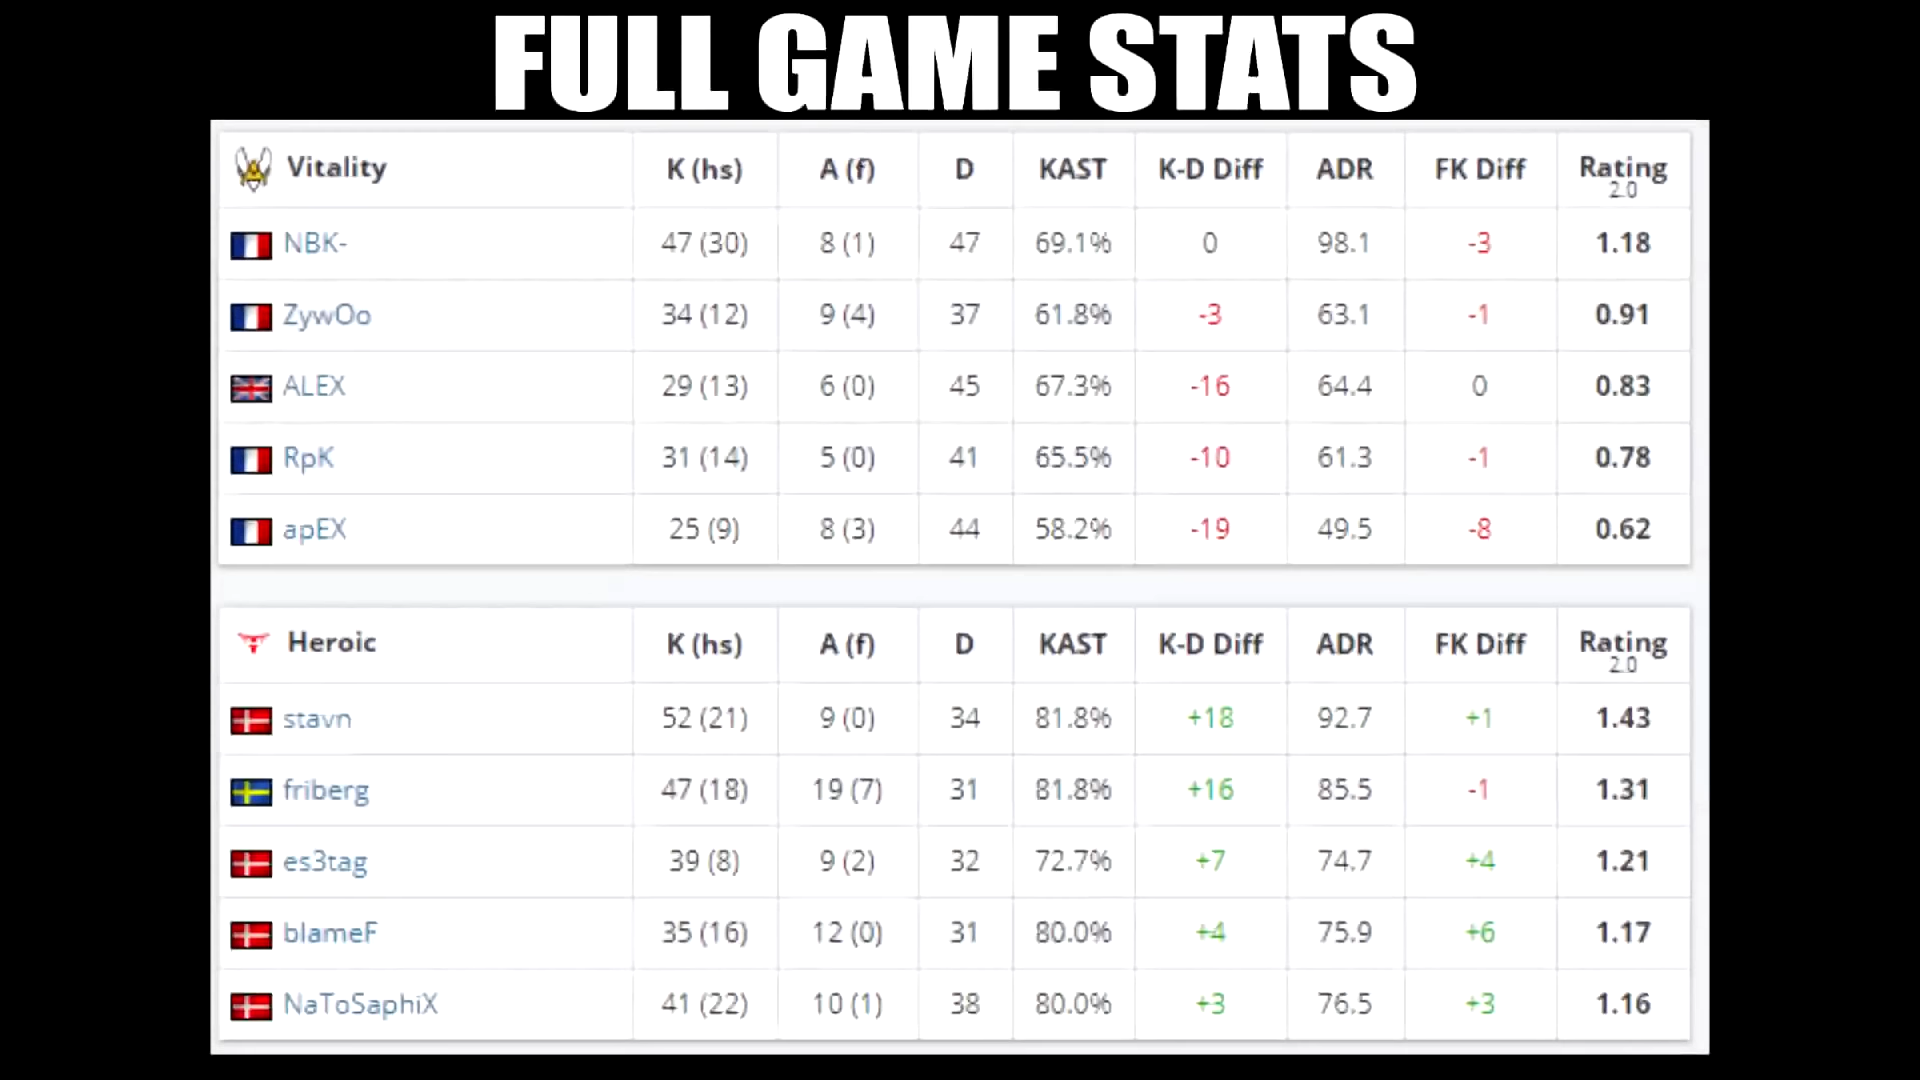 FULL GAME STATS
Vitality K (hs) A (f) D KAST K-D Diff ADR FK Diff Rating 2.0
NBK- 47 (30) 8 (1) 47 69.1% 0 98.1 -3 1.18
ZywOo 34 (12) 9 (4) 37 61.8% -3 63.1 -1 0.91
ALEX 29 (13) 6 (0) 45 67.3% -16 64.4 0 0.83
RpK 31 (14) 5 (0) 41 65.5% -10 61.3 -1 0.78
apEX 25 (9) 8 (3) 44 58.2% -19 49.5 -8 0.62
Heroic K (hs) A (f) D KAST K-D Diff ADR FK Diff Rating 2.0
stavn 52 (21) 9 (0) 34 81.8% +18 92.7 +1 1.43
friberg 47 (18) 19 (7) 31 81.8% +16 85.5 -1 1.31
es3tag 39 (8) 9 (2) 32 72.7% +7 74.7 +4 1.21
blameF 35 (16) 12 (0) 31 80.0% +4 75.9 +6 1.17
NaToSaphiX 41 (22) 10 (1) 38 80.0% +3 76.5 +3 1.16